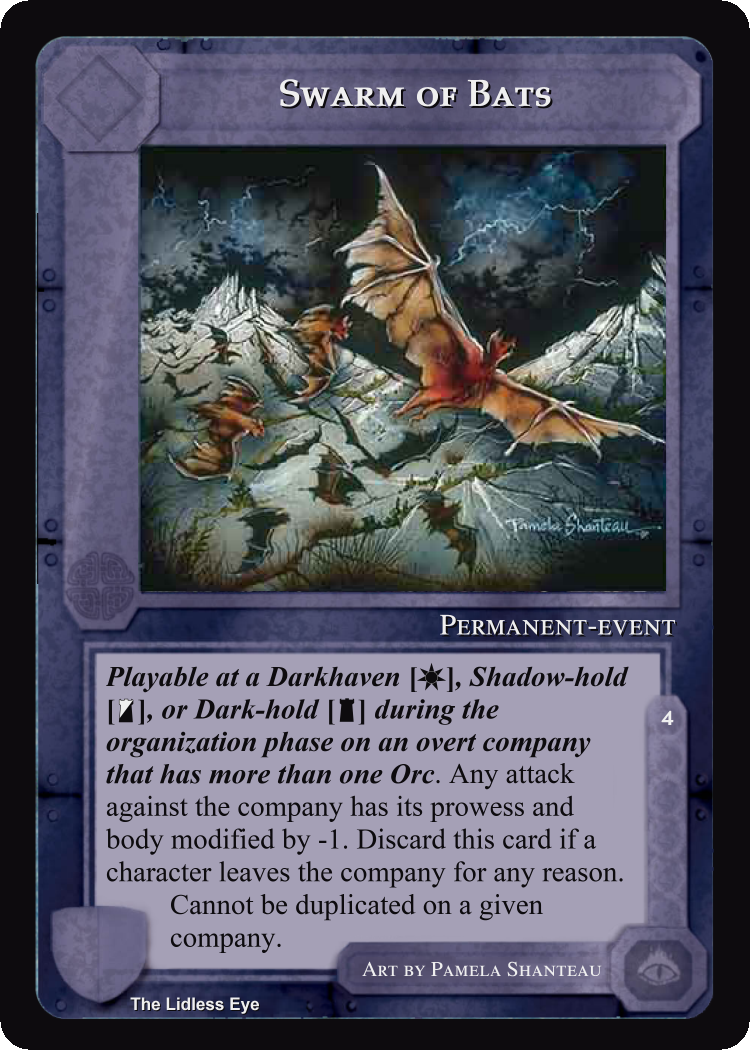 Swarm of Bats
Pamela Shanteau
Permanent-event
Playable at a Darkhaven [], Shadow-hold
[], or Dark-hold [] during the
organization phase on an overt company
that has more than one Orc. Any attack
against the company has its prowess and
body modified by -1. Discard this card if a
character leaves the company for any reason.
Cannot be duplicated on a given
company.
4
Art by Pamela Shanteau
The Lidless Eye